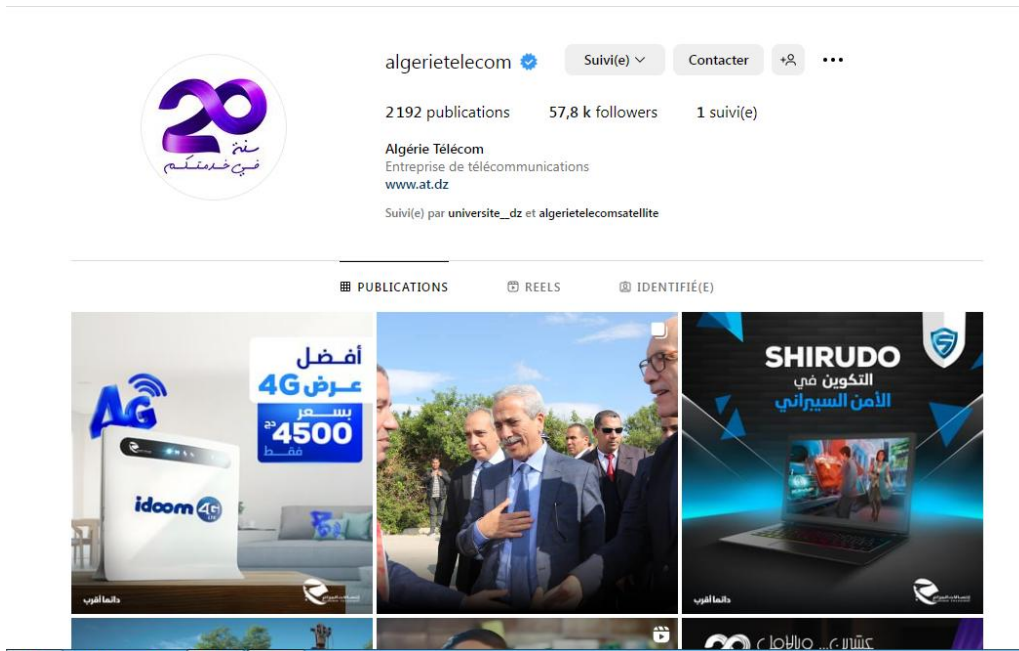 algerietelecom
Suivi(e)
Contacter
2 192 publications
57,8 k followers
1 suivi(e)
Algérie Télécom
Entreprise de télécommunications
www.at.dz
Suivi(e) par universite__dz et algerietelecomsatellite
20
سنة
في خدمتكم
PUBLICATIONS
REELS
IDENTIFIÉ(E)
أفضل
عرض 4G
بسعر
4500 دج
فقط
4G
idoom 4G LTE
دائما أقرب
SHIRUDO
التكوين في
الأمن السيبراني
دائما أقرب
20